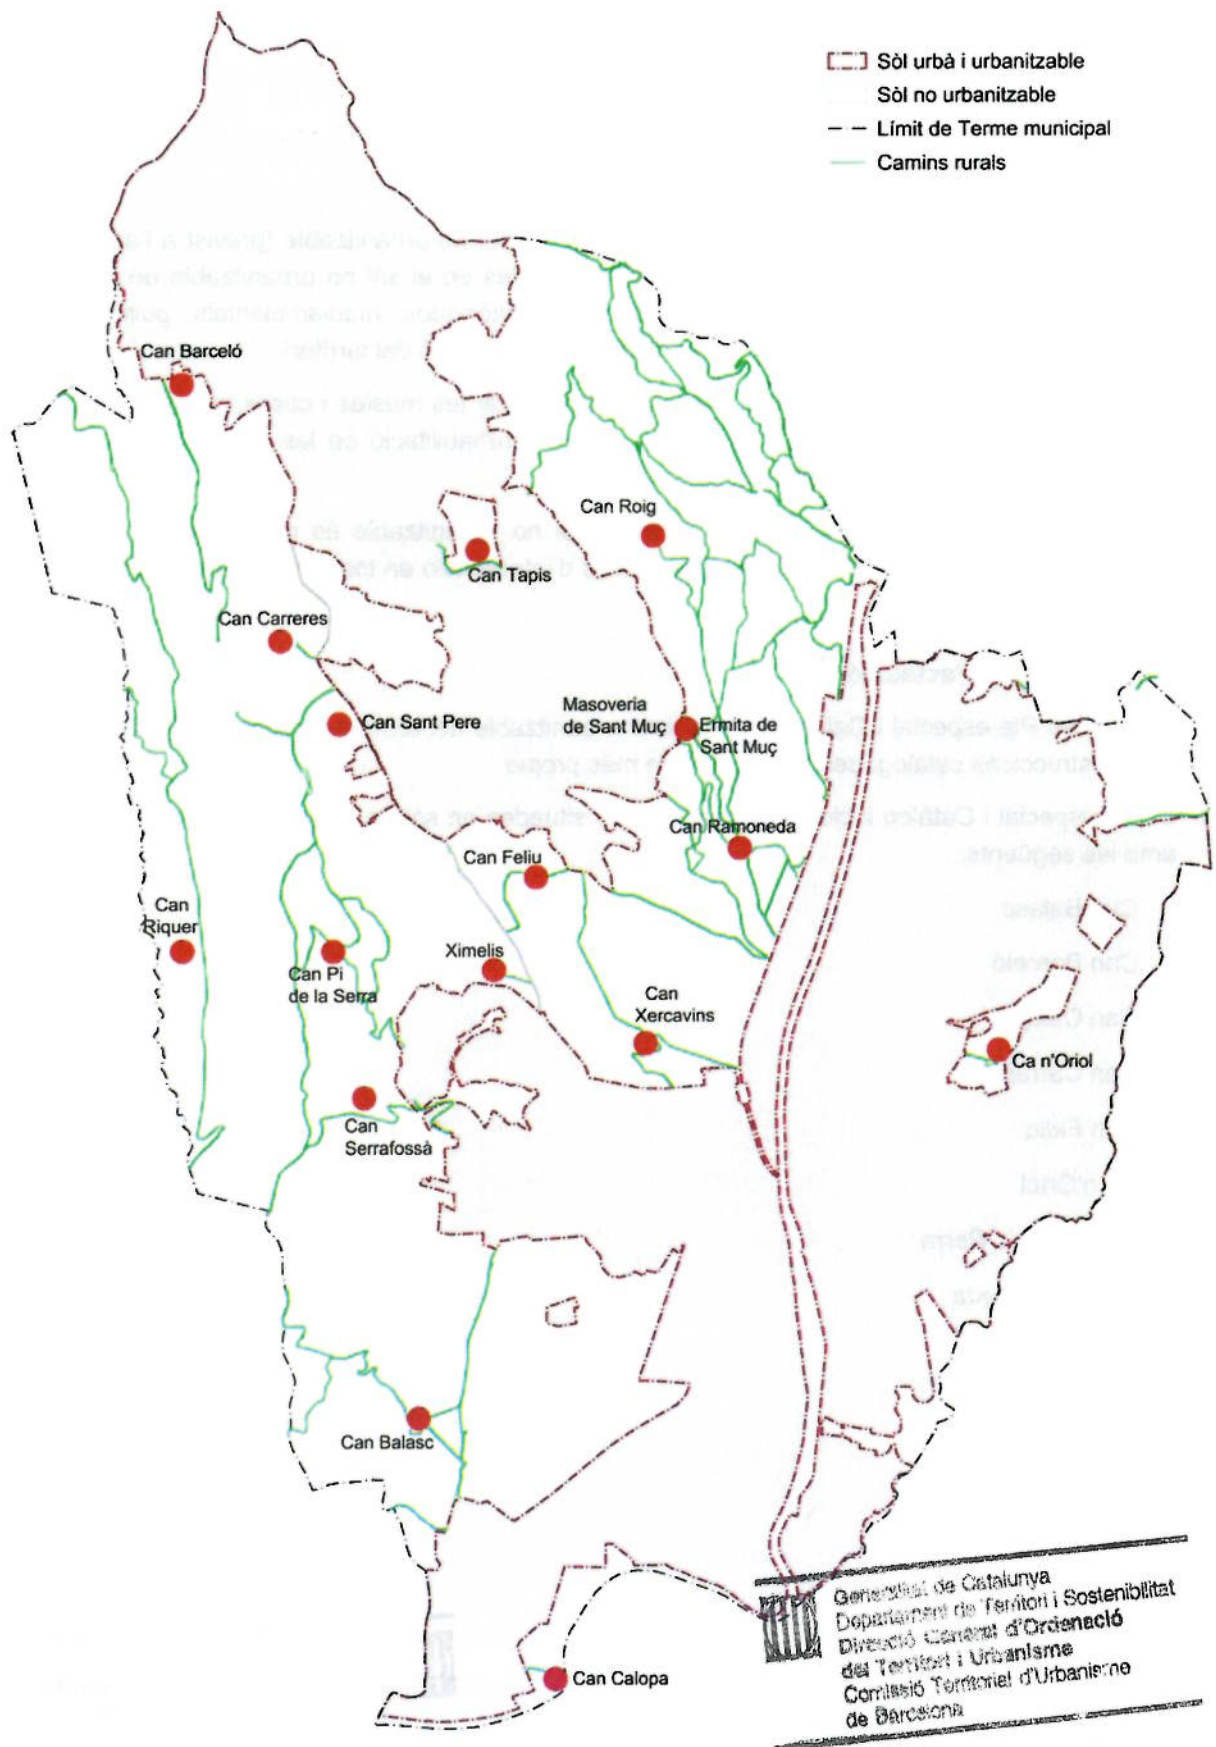 Sòl urbà i urbanitzable
Sòl no urbanitzable
Límit de Terme municipal
Camins rurals
Can Barceló
Can Roig
Can Tapis
Can Carreres
Can Sant Pere
Masoveria
de Sant Muç
Ermita de
Sant Muç
Can Ramoneda
Can Feliu
Can
Riquer
Can Pi
de la Serra
Ximelis
Can
Xercavins
Ca n'Oriol
Can
Serrafossà
Can Balasc
Can Calopa
Generalitat de Catalunya
Departament de Territori i Sostenibilitat
Direcció General d'Ordenació
del Territori i Urbanisme
Comissió Territorial d'Urbanisme
de Barcelona